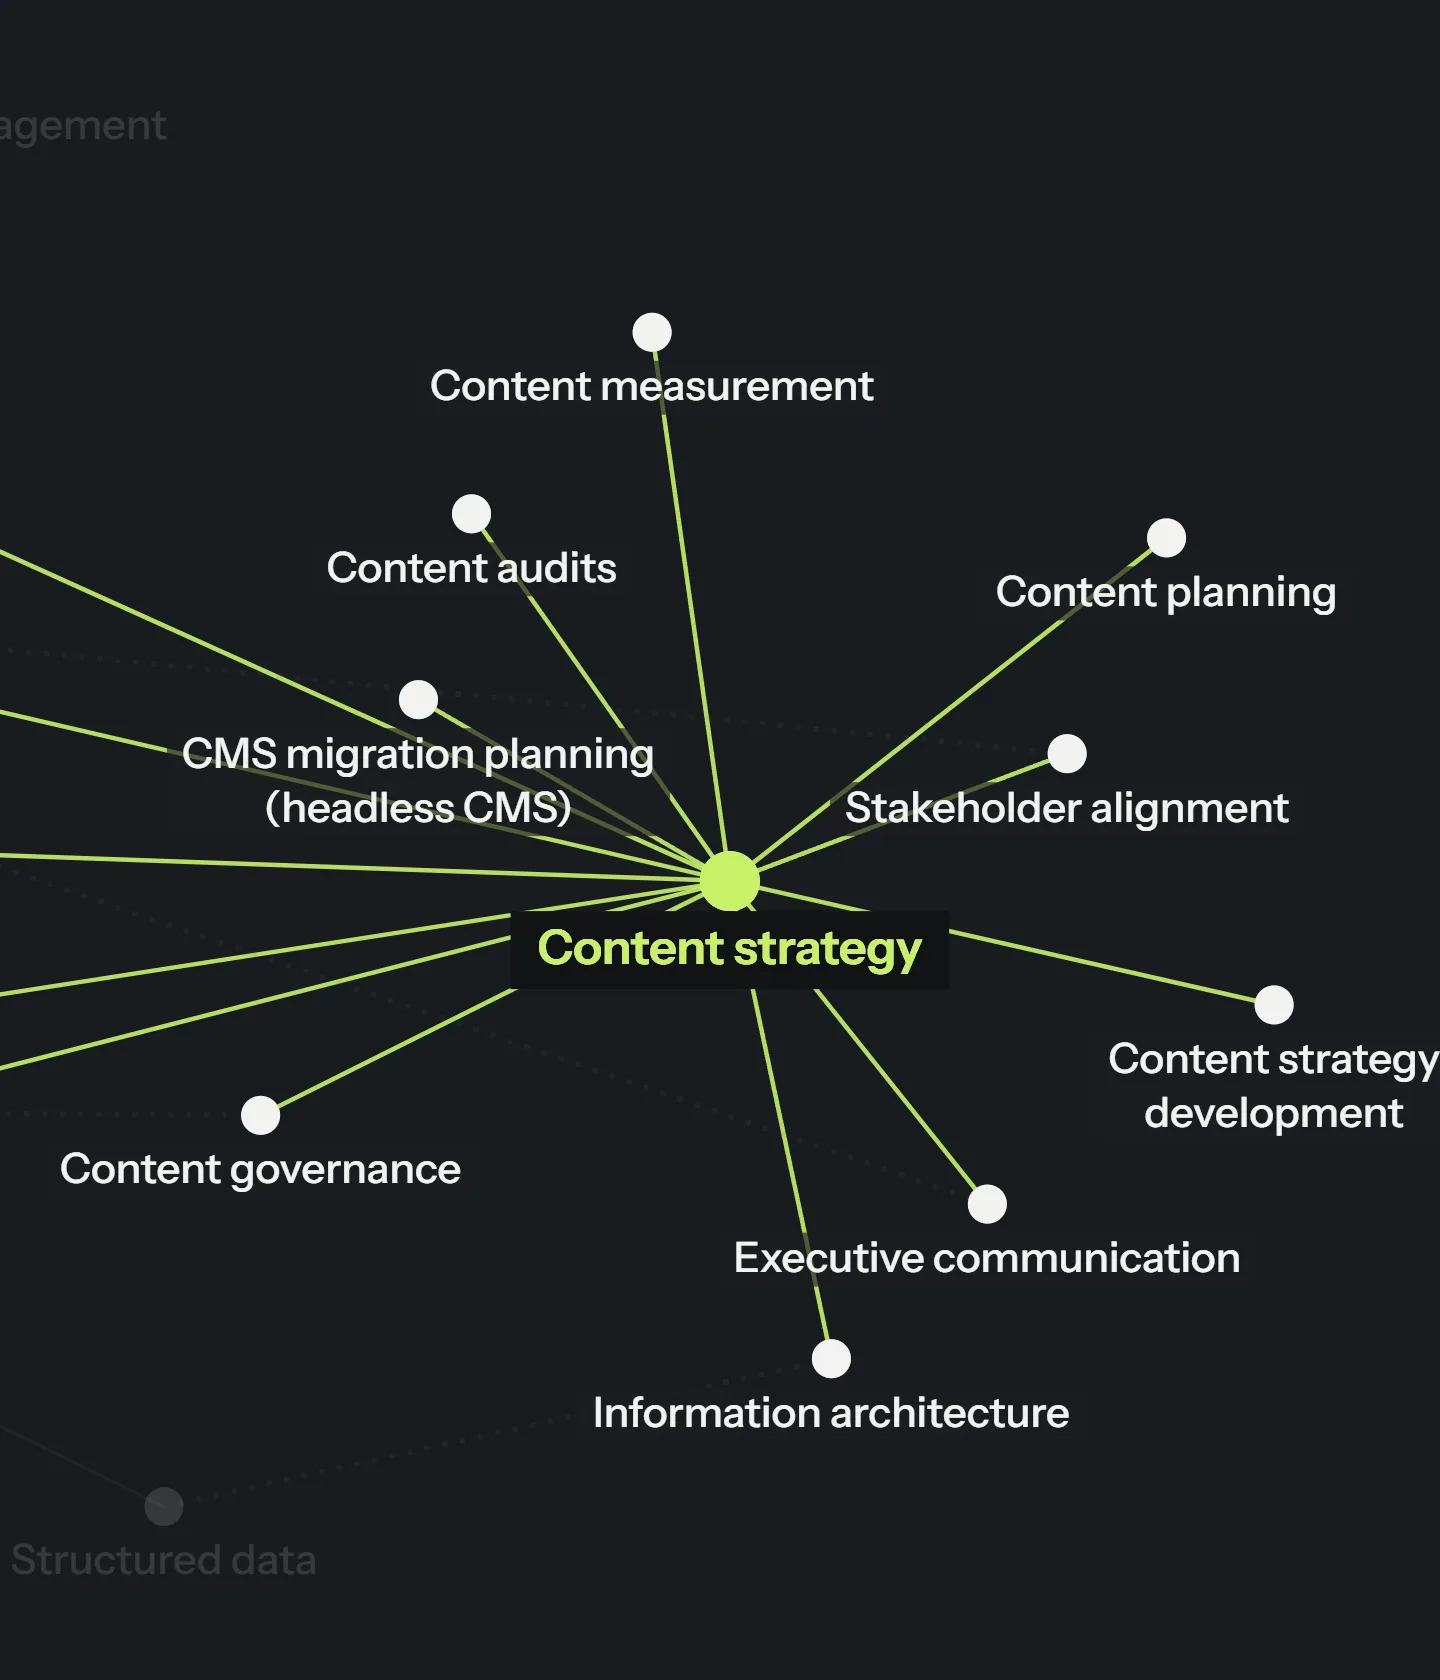 agement
Content measurement
Content audits
Content planning
CMS migration planning
(headless CMS)
Stakeholder alignment
Content strategy
Content strategy
development
Content governance
Executive communication
Information architecture
Structured data